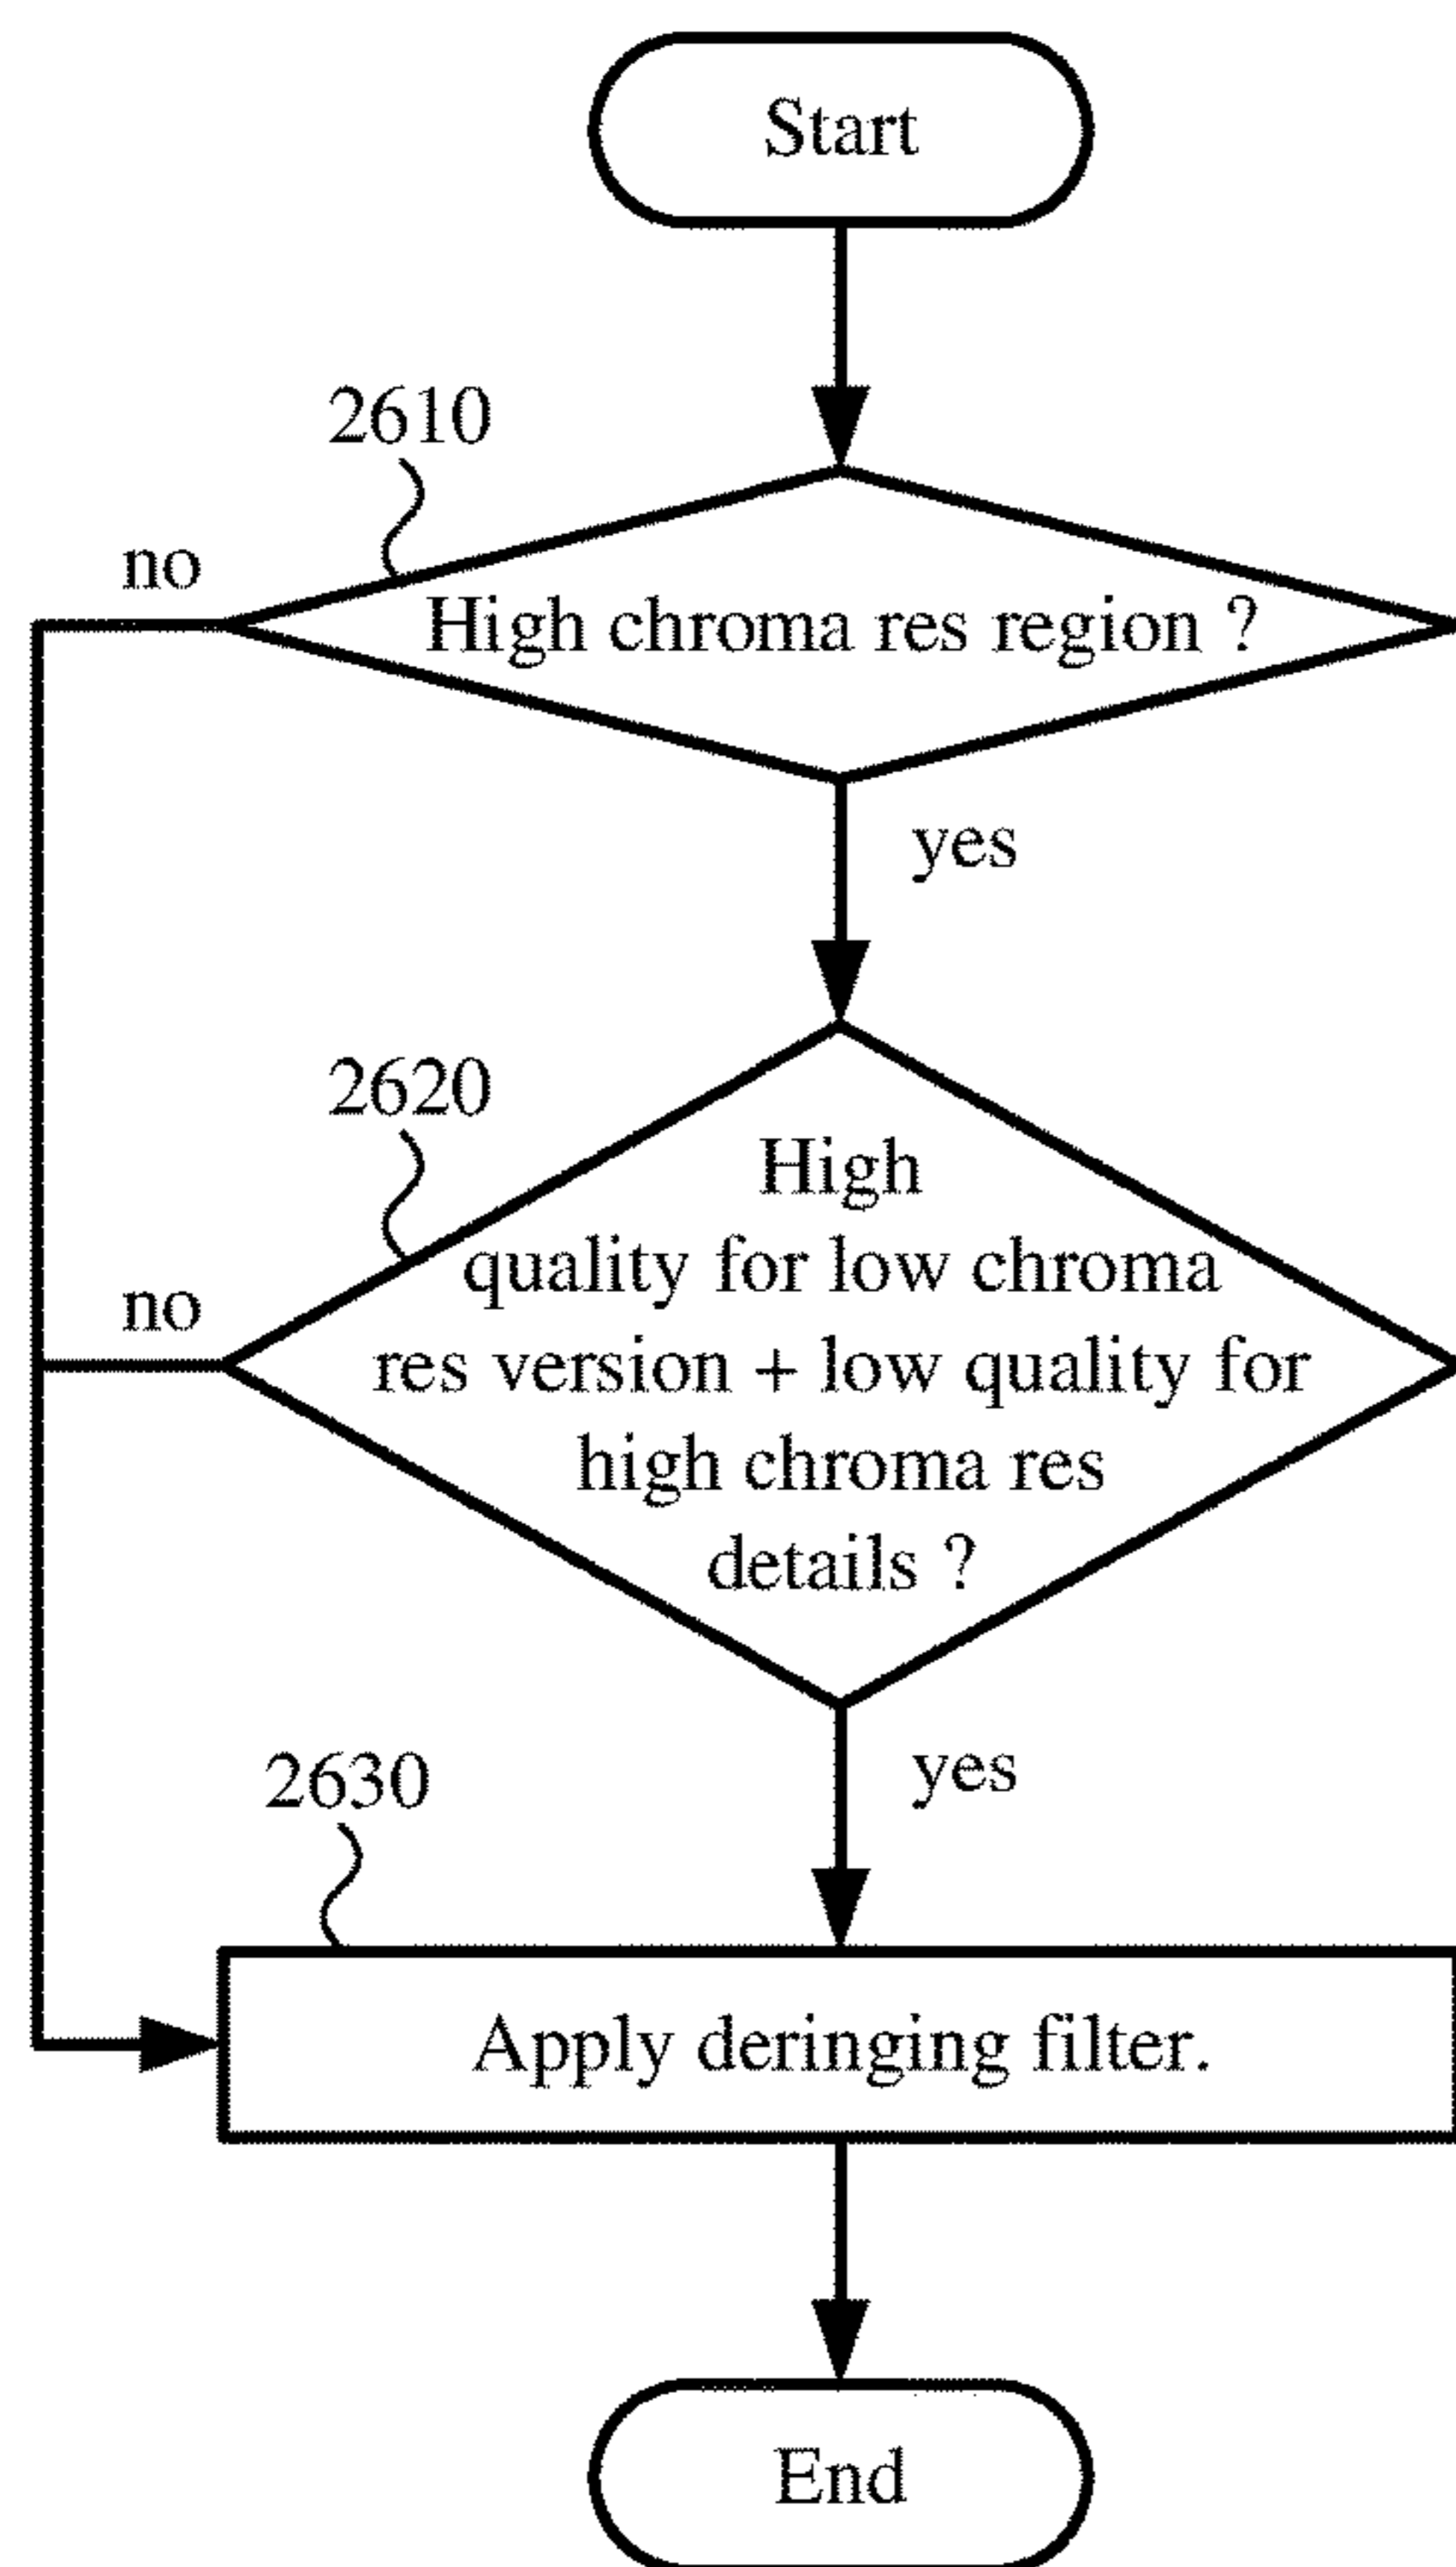 Start
2610
no
High chroma res region ?
yes
2620
High
quality for low chroma
no
res version + low quality for
high chroma res
details ?
2630
yes
Apply deringing filter.
End